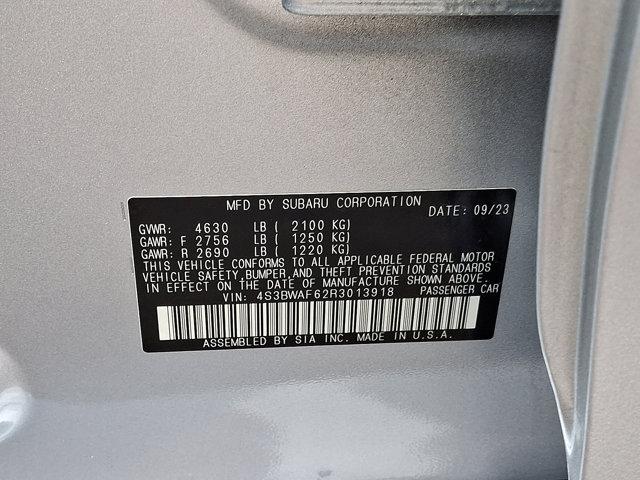 MFD BY SUBARU CORPORATION
DATE: 09/23
GVWR: 4630 LB ( 2100 KG)
GAWR: F 2756 LB ( 1250 KG)
GAWR: R 2690 LB ( 1220 KG)
THIS VEHICLE CONFORMS TO ALL APPLICABLE FEDERAL MOTOR
VEHICLE SAFETY, BUMPER, AND THEFT PREVENTION STANDARDS
IN EFFECT ON THE DATE OF MANUFACTURE SHOWN ABOVE.
VIN: 4S3BWAF62R3013918 PASSENGER CAR
ASSEMBLED BY SIA INC. MADE IN U.S.A.